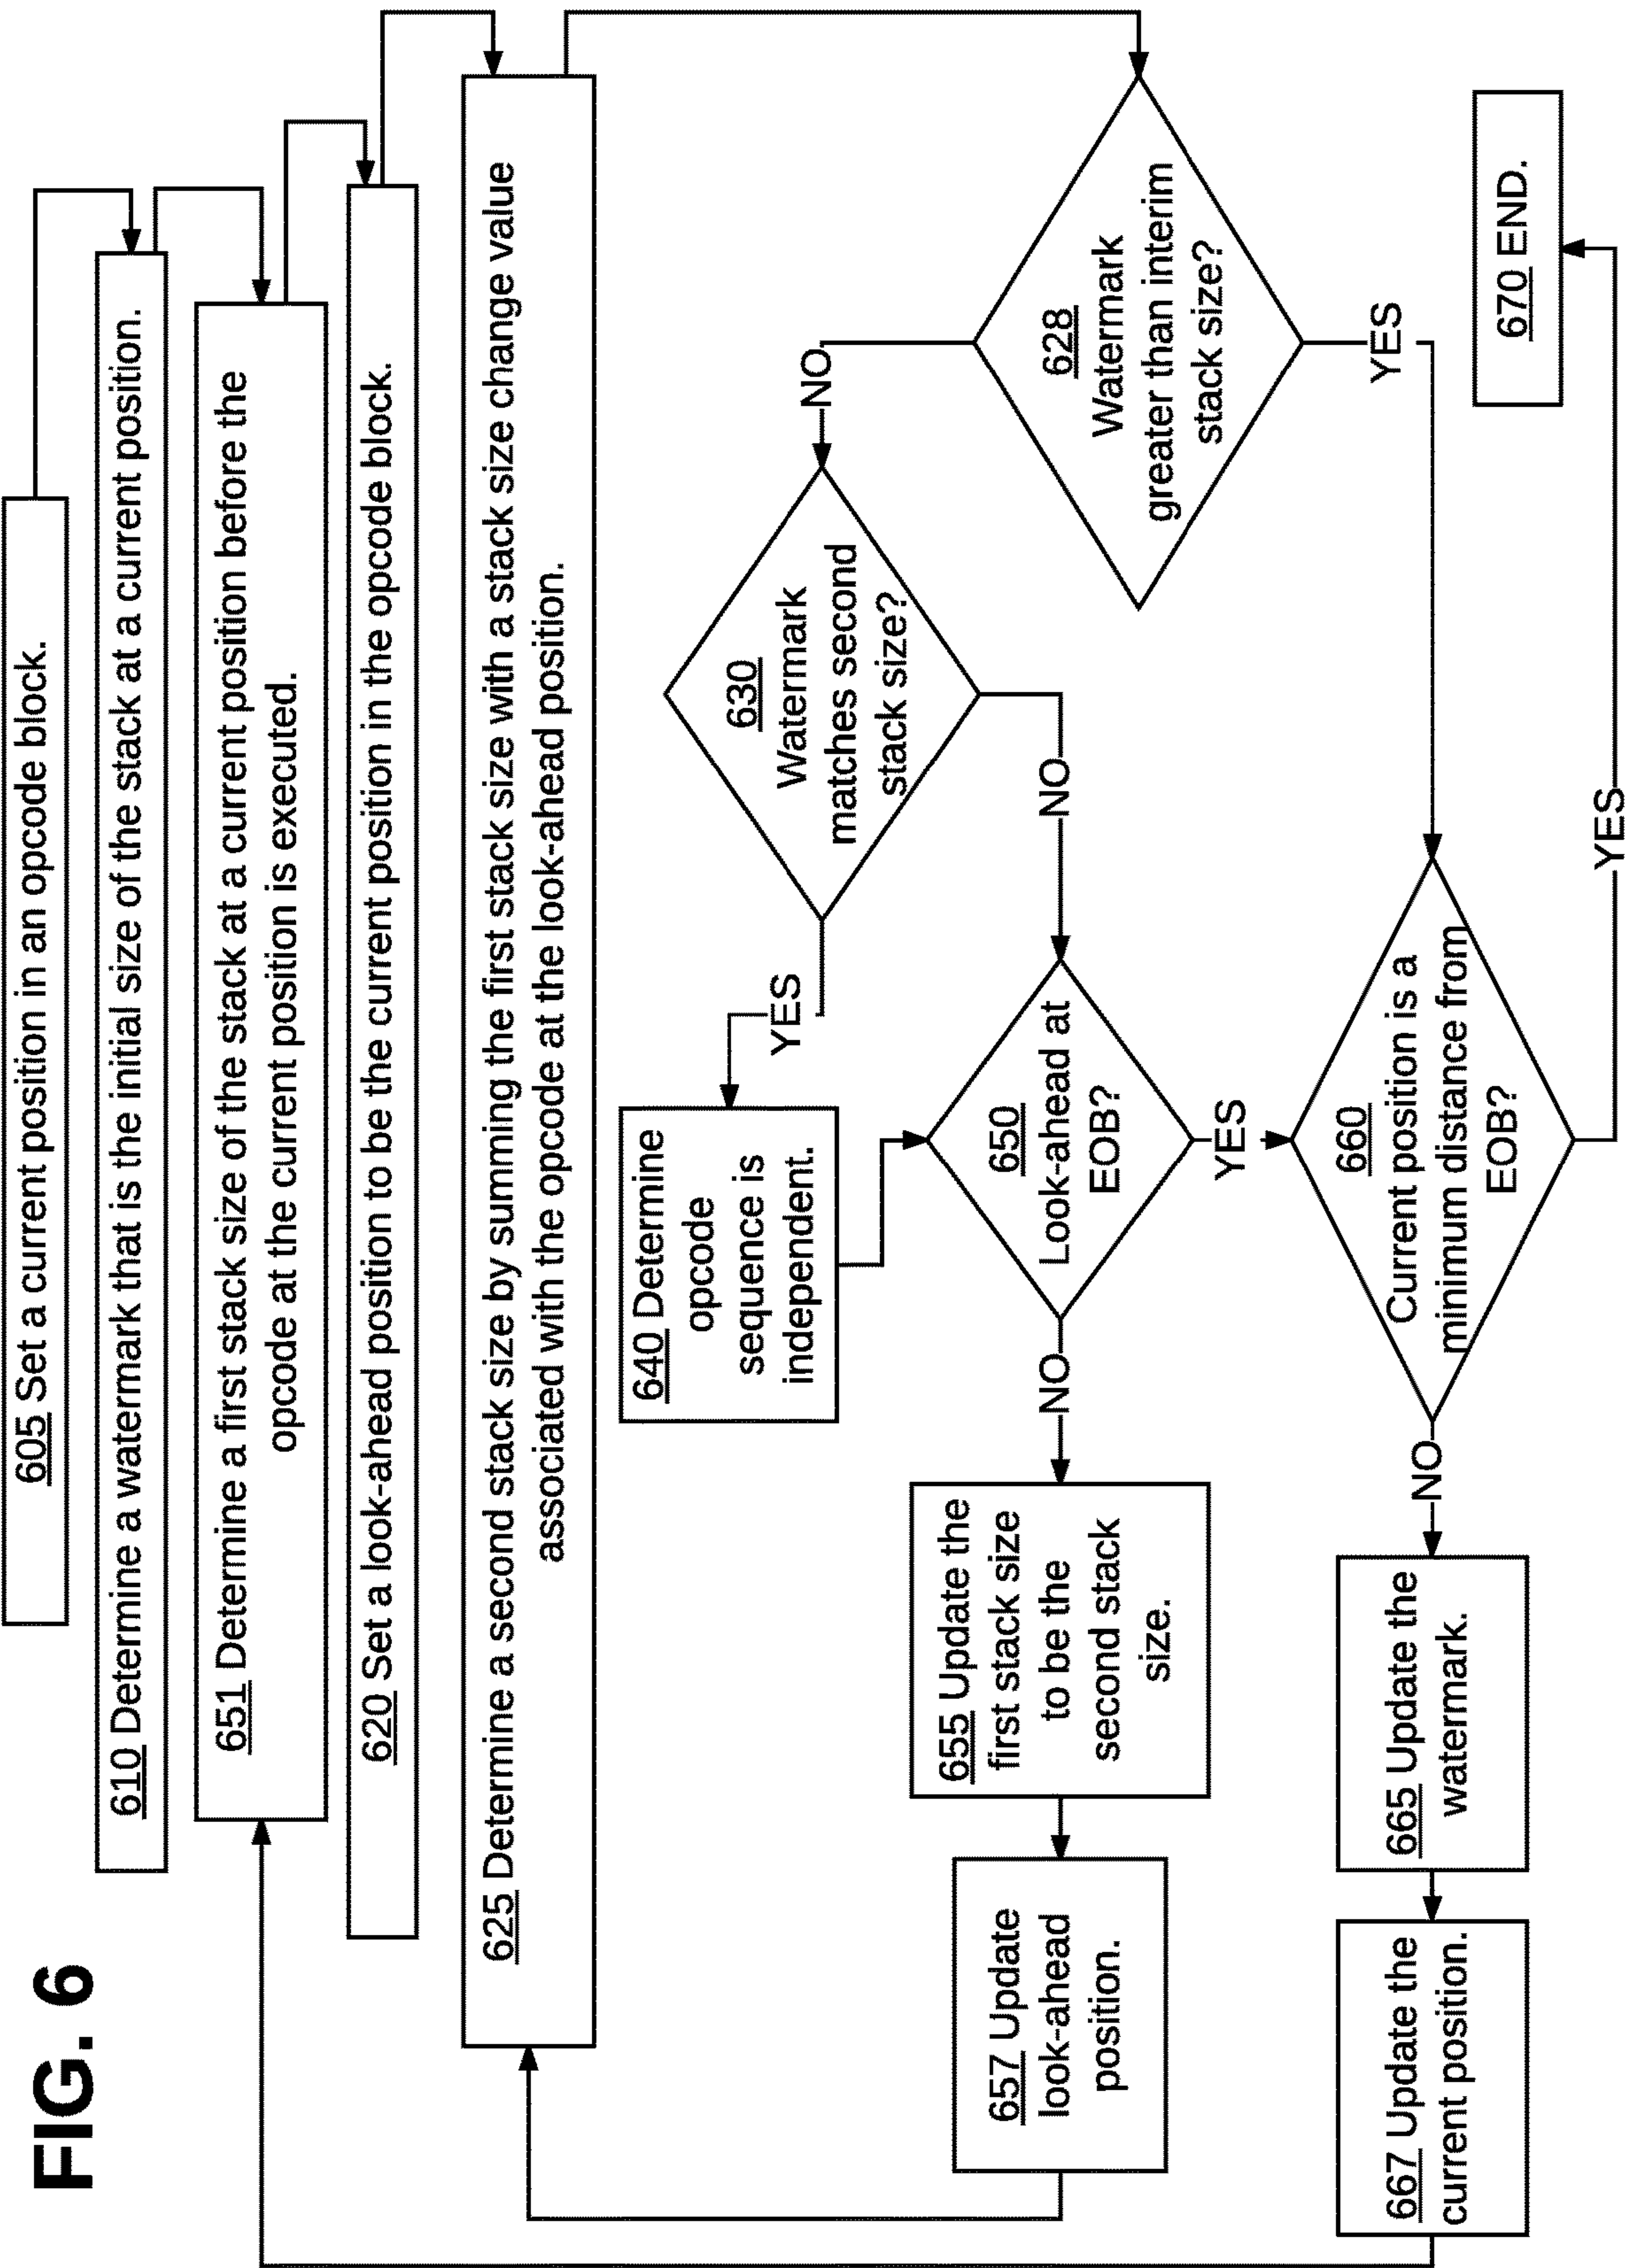 FIG. 6
605 Set a current position in an opcode block.
610 Determine a watermark that is the initial size of the stack at a current position.
651 Determine a first stack size of the stack at a current position before the
opcode at the current position is executed.
620 Set a look-ahead position to be the current position in the opcode block.
625 Determine a second stack size by summing the first stack size with a stack size change value
associated with the opcode at the look-ahead position.
628
Watermark
greater than interim
stack size?
NO
YES
630
Watermark
matches second
stack size?
YES
NO
640 Determine
opcode
sequence is
independent.
650
Look-ahead at
EOB?
NO
YES
655 Update the
first stack size
to be the
second stack
size.
657 Update
look-ahead
position.
660
Current position is a
minimum distance from
EOB?
NO
YES
665 Update the
watermark.
667 Update the
current position.
670 END.